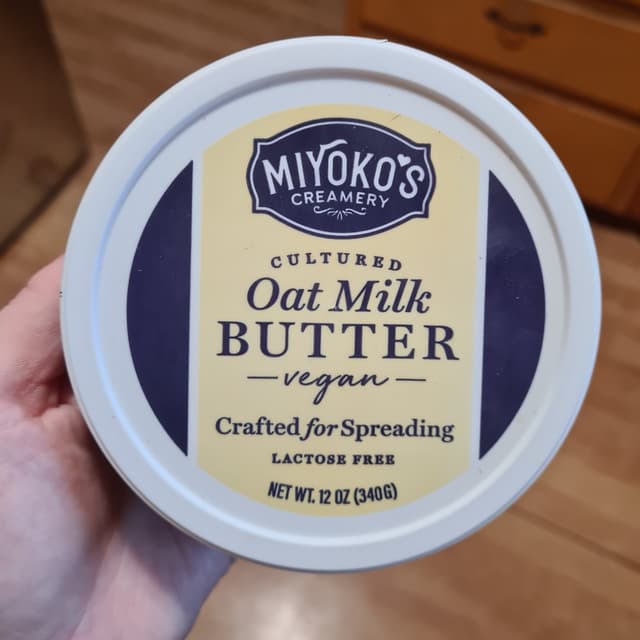 MIYOKO'S
CREAMERY
CULTURED
Oat Milk
BUTTER
vegan
Crafted for Spreading
LACTOSE FREE
NET WT. 12 OZ (340G)